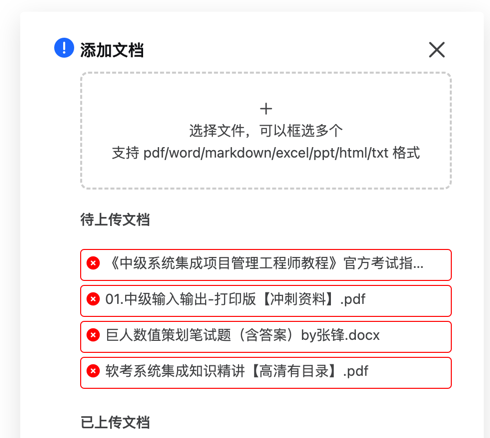 添加文档
选择文件，可以框选多个
支持 pdf/word/markdown/excel/ppt/html/txt 格式
待上传文档
《中级系统集成项目管理工程师教程》官方考试指...
01.中级输入输出-打印版【冲刺资料】.pdf
巨人数值策划笔试题（含答案）by张锋.docx
软考系统集成知识精讲【高清有目录】.pdf
已上传文档